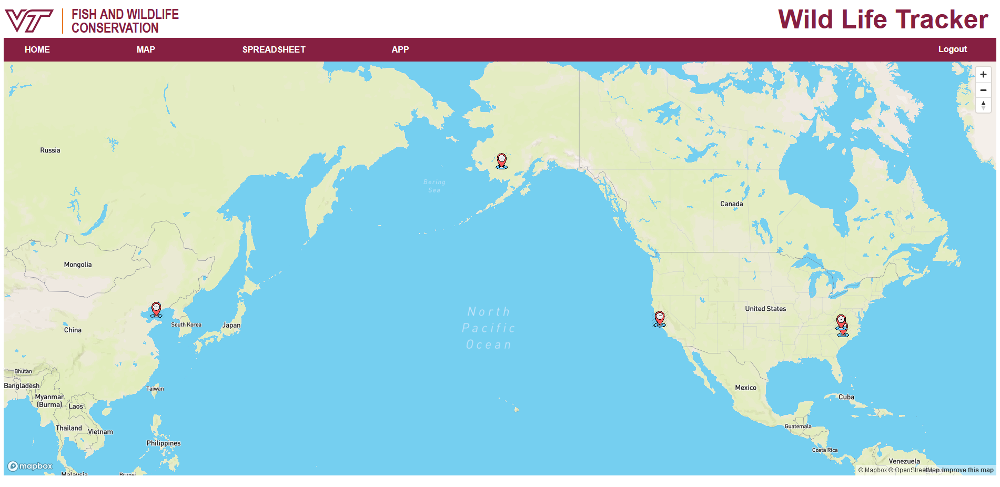 VT FISH AND WILDLIFE
CONSERVATION
Wild Life Tracker
HOME MAP SPREADSHEET APP Logout
Russia
Bering
Sea
Canada
Mongolia
United States
North
Pacific
Ocean
South Korea
Japan
China
Bhutan
Bangladesh
Taiwan
Mexico
Myanmar
(Burma)
Laos
Cuba
Thailand
Vietnam
Guatemala
Philippines
Costa Rica
Venezuela
mapbox
© Mapbox © OpenStreetMap Improve this map
Malaysia
Brunei